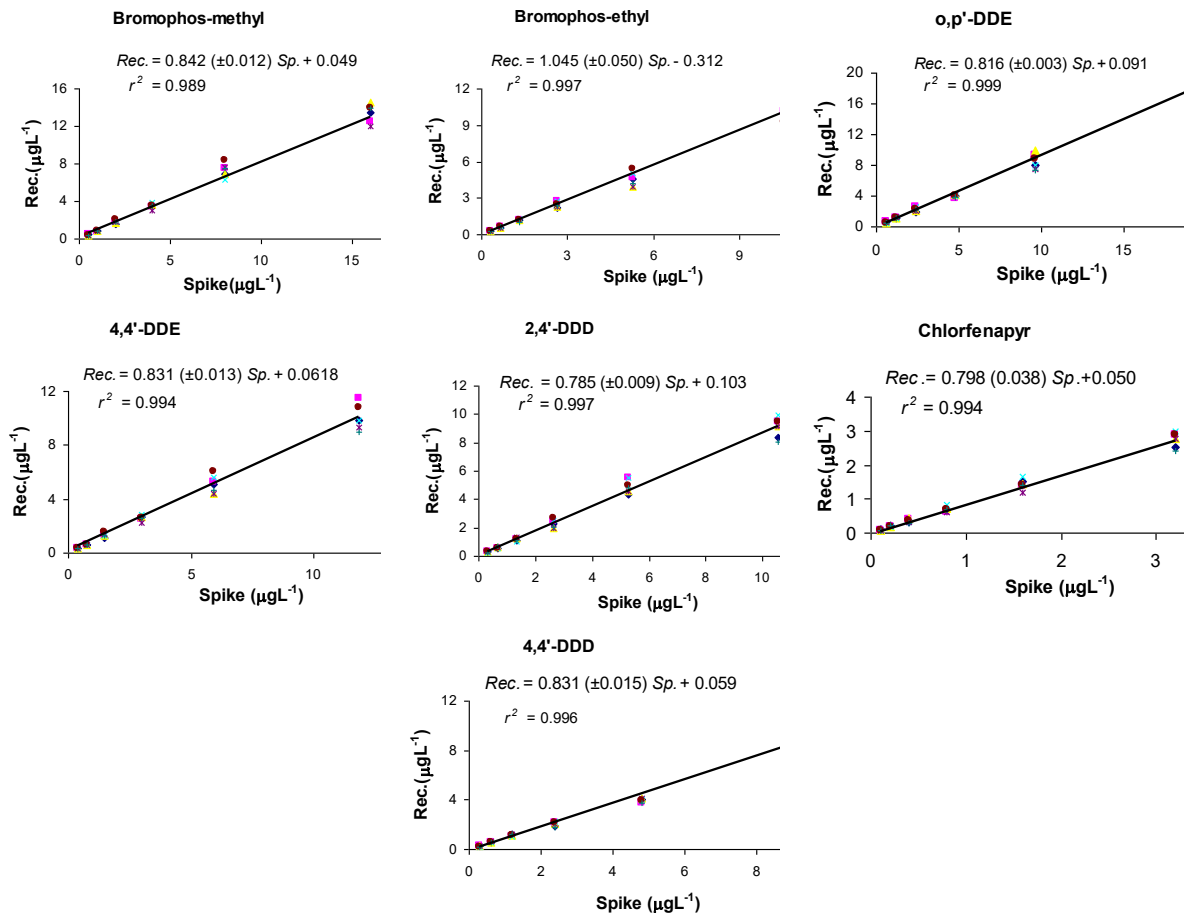 Bromophos-methyl
Rec. = 0.842 (±0.012) Sp. + 0.049
r² = 0.989
16
12
8
4
0
Rec.(µgL⁻¹)
0 5 10 15
Spike(µgL⁻¹)
Bromophos-ethyl
Rec. = 1.045 (±0.050) Sp. - 0.312
r² = 0.997
12
9
6
3
0
Rec.(µgL⁻¹)
0 3 6 9
Spike (µgL⁻¹)
o,p'-DDE
Rec. = 0.816 (±0.003) Sp. + 0.091
r² = 0.999
20
16
12
8
4
0
Rec.(µgL⁻¹)
0 5 10 15
Spike (µgL⁻¹)
4,4'-DDE
Rec. = 0.831 (±0.013) Sp. + 0.0618
r² = 0.994
12
8
4
0
Rec.(µgL⁻¹)
0 5 10
Spike (µgL⁻¹)
2,4'-DDD
Rec. = 0.785 (±0.009) Sp. + 0.103
r² = 0.997
12
10
8
6
4
2
0
Rec.(µgL⁻¹)
0 2 4 6 8 10
Spike (µgL⁻¹)
Chlorfenapyr
Rec. = 0.798 (0.038) Sp.+0.050
r² = 0.994
4
3
2
1
0
Rec.(µgL⁻¹)
0 1 2 3
Spike (µgL⁻¹)
4,4'-DDD
Rec. = 0.831 (±0.015) Sp. + 0.059
r² = 0.996
12
8
4
0
Rec.(µgL⁻¹)
0 2 4 6 8
Spike (µgL⁻¹)